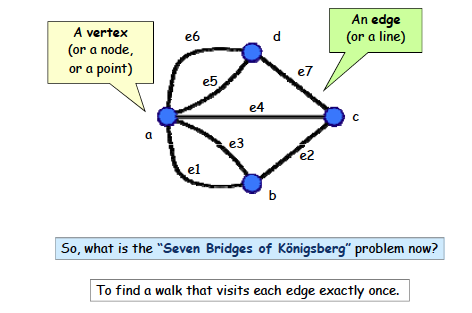 A vertex
(or a node,
or a point)
An edge
(or a line)
e6
d
e5
e7
e4
a
c
e3
e1
e2
b
So, what is the “Seven Bridges of Königsberg” problem now?
To find a walk that visits each edge exactly once.